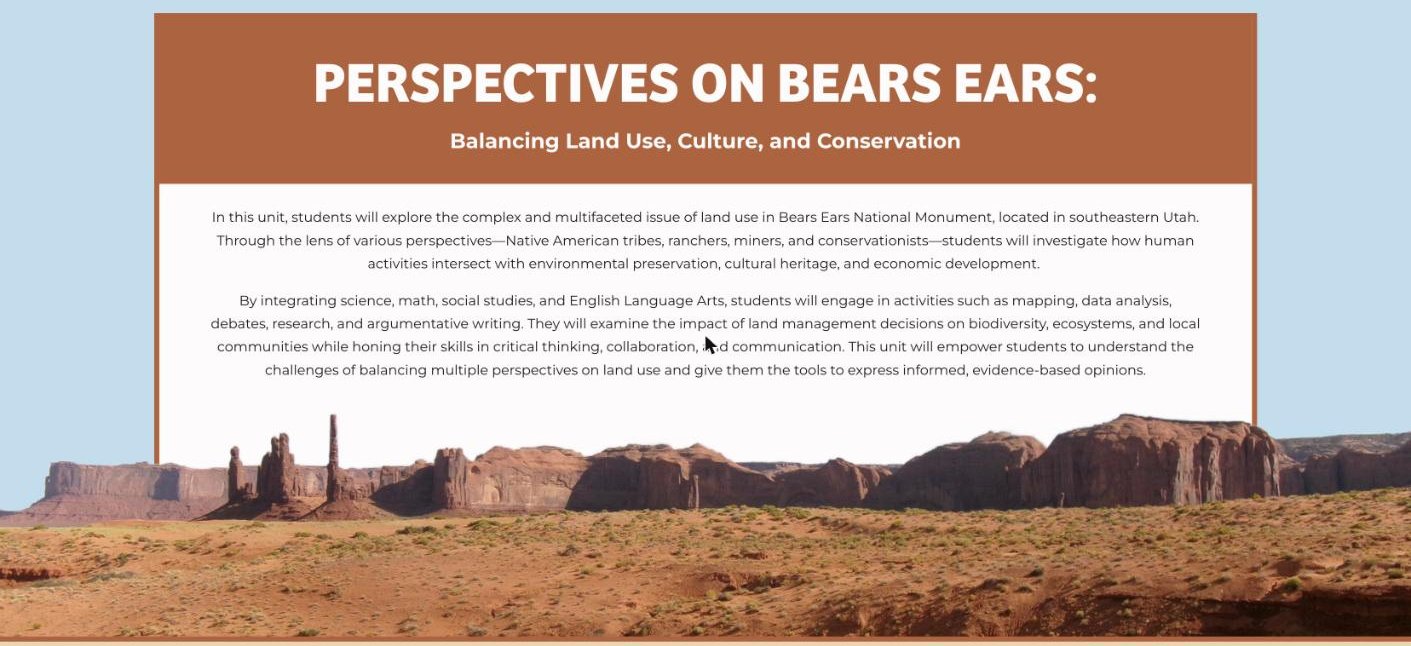 PERSPECTIVES ON BEARS EARS:
Balancing Land Use, Culture, and Conservation
In this unit, students will explore the complex and multifaceted issue of land use in Bears Ears National Monument, located in southeastern Utah.
Through the lens of various perspectives—Native American tribes, ranchers, miners, and conservationists—students will investigate how human
activities intersect with environmental preservation, cultural heritage, and economic development.
By integrating science, math, social studies, and English Language Arts, students will engage in activities such as mapping, data analysis,
debates, research, and argumentative writing. They will examine the impact of land management decisions on biodiversity, ecosystems, and local
communities while honing their skills in critical thinking, collaboration, and communication. This unit will empower students to understand the
challenges of balancing multiple perspectives on land use and give them the tools to express informed, evidence-based opinions.